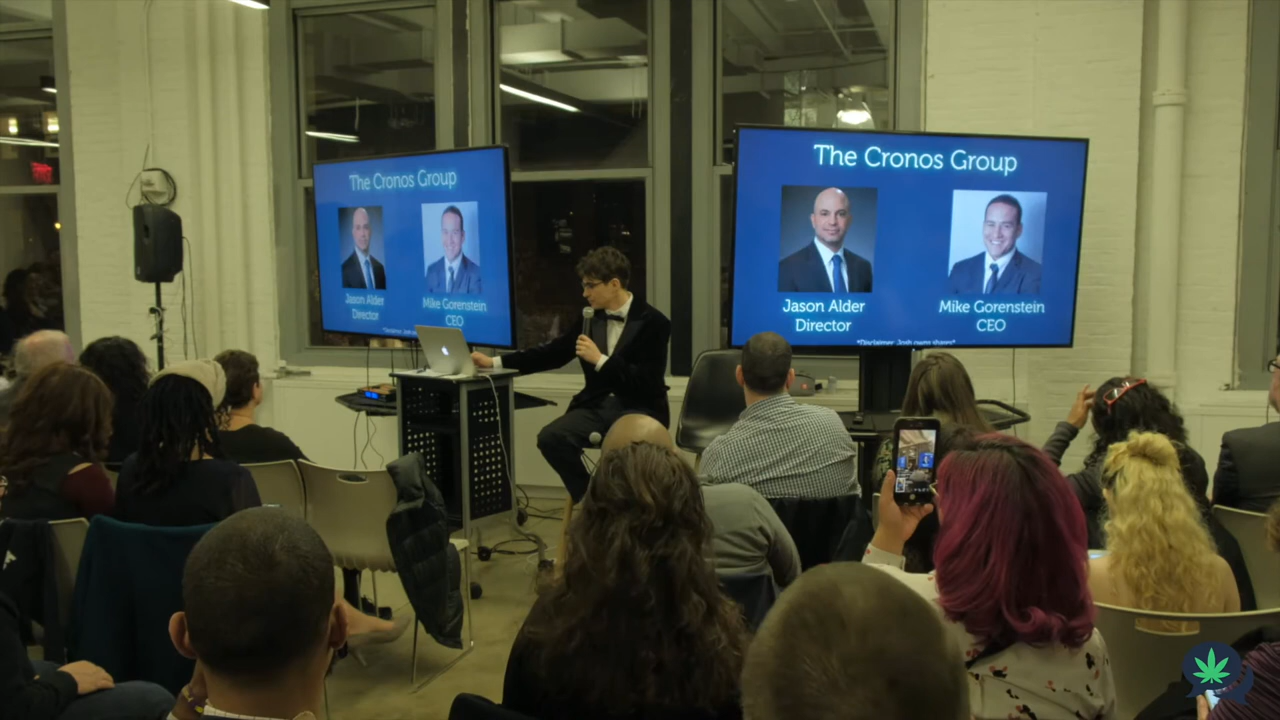 The Cronos Group
Jason Alder
Director
Mike Gorenstein
CEO
The Cronos Group
Jason Alder
Director
Mike Gorenstein
CEO
*Disclaimer: Josh owns shares*